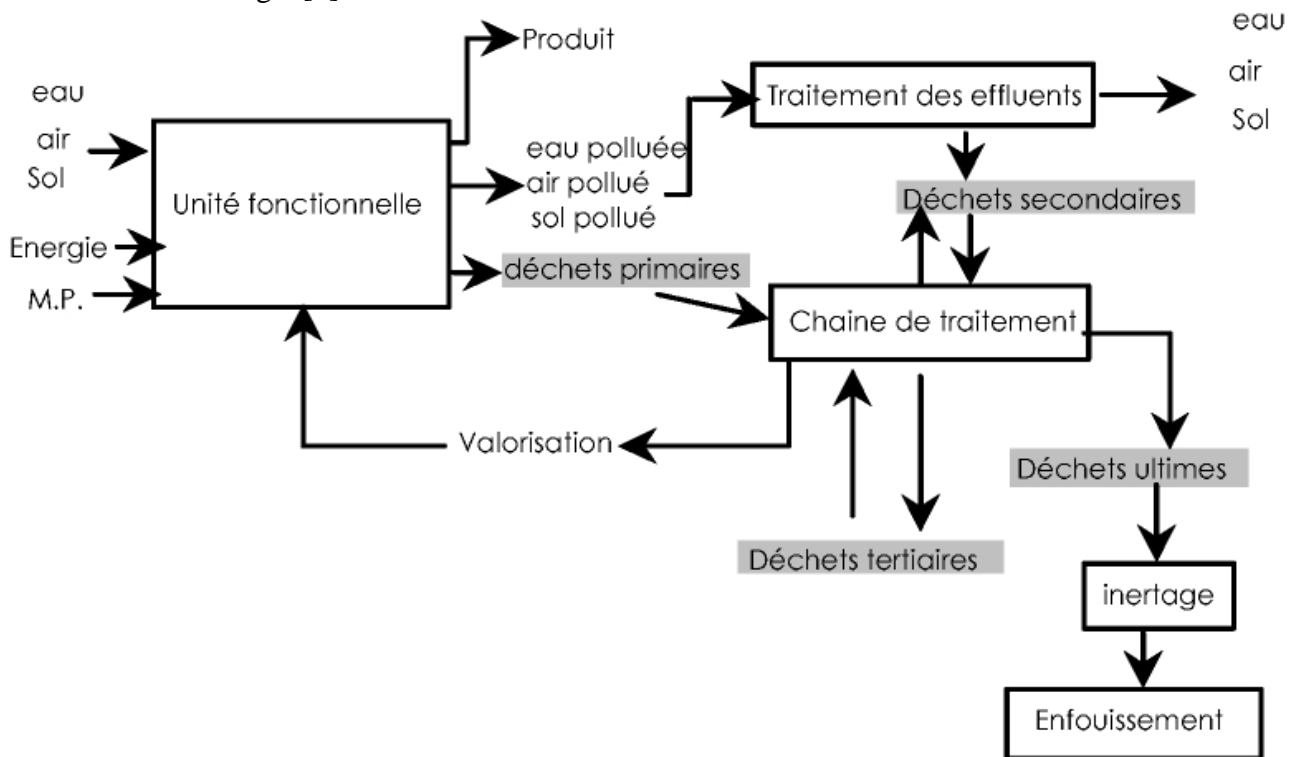 eau
air
Sol
Energie
M.P.
Unité fonctionnelle
Produit
eau polluée
air pollué
sol pollué
déchets primaires
Traitement des effluents
eau
air
Sol
Déchets secondaires
Chaine de traitement
Valorisation
Déchets tertiaires
Déchets ultimes
inertage
Enfouissement